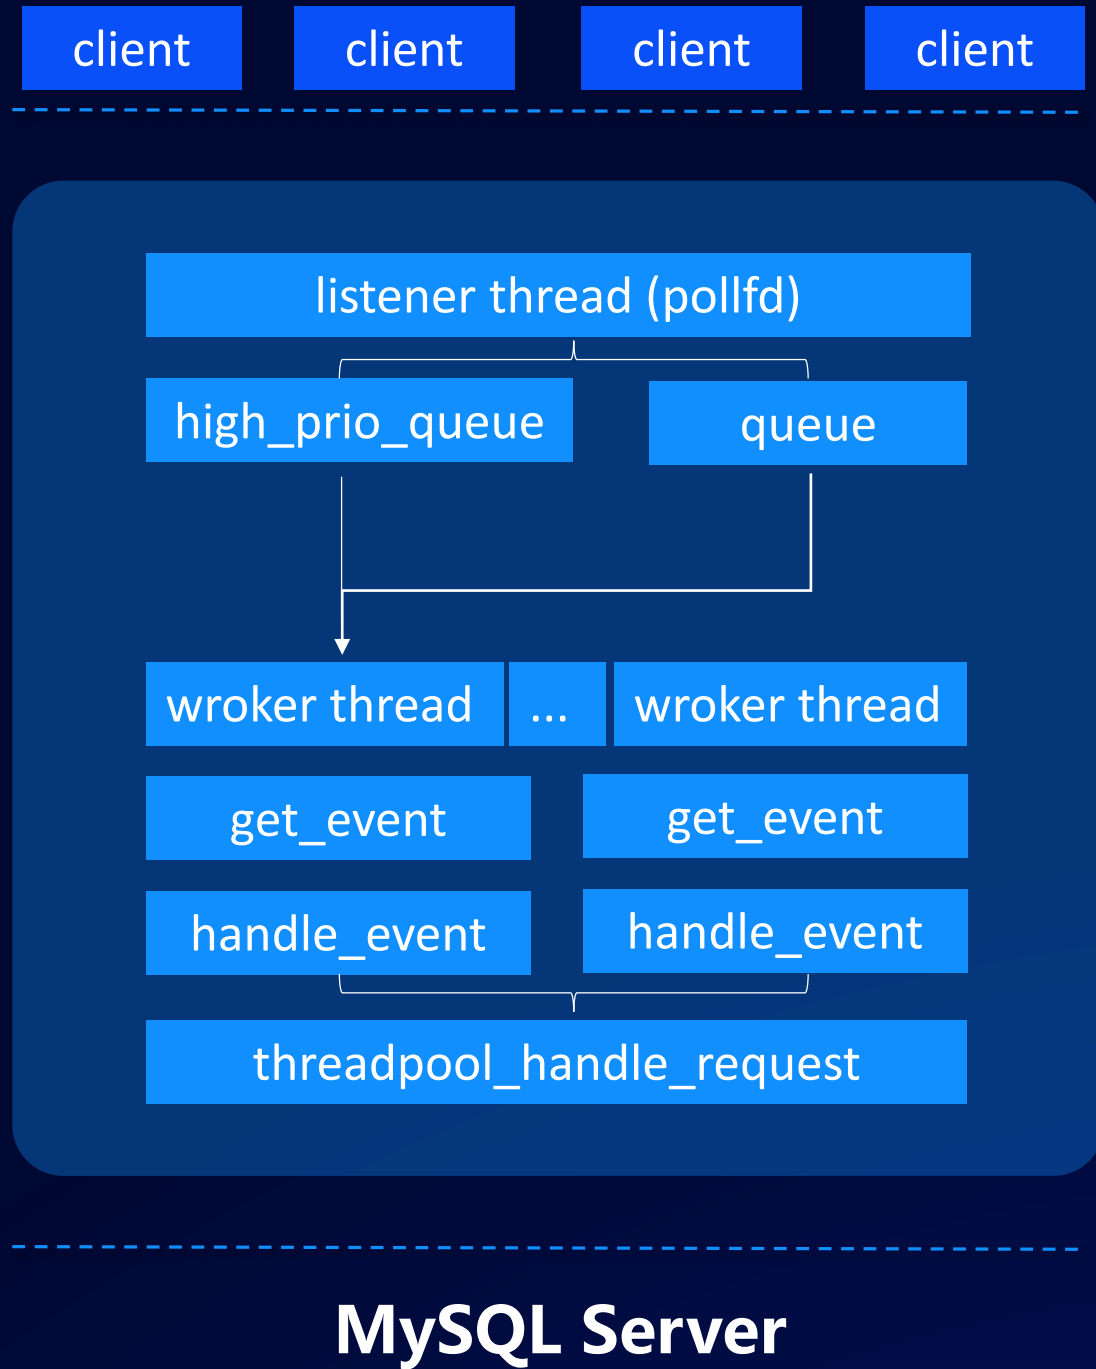 client client client client
listener thread (pollfd)
high_prio_queue queue
wroker thread ... wroker thread
get_event get_event
handle_event handle_event
threadpool_handle_request
MySQL Server